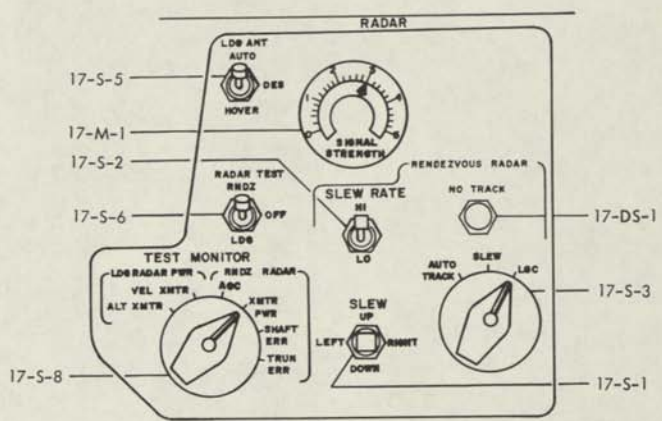 RADAR
LDG ANT
AUTO
DES
HOVER
17-S-5
0 1 2 3 4 5
SIGNAL
STRENGTH
17-M-1
17-S-2
RENDEZVOUS RADAR
RADAR TEST
RNDZ
OFF
LDG
17-S-6
SLEW RATE
HI
LO
NO TRACK
17-DS-1
TEST MONITOR
LDG RADAR PWR
RNDZ RADAR
ALT XMTR
VEL XMTR
AGC
XMTR
PWR
SHAFT
ERR
TRUN
ERR
17-S-8
SLEW
UP
LEFT
RIGHT
DOWN
17-S-1
AUTO
TRACK
SLEW
LGC
17-S-3